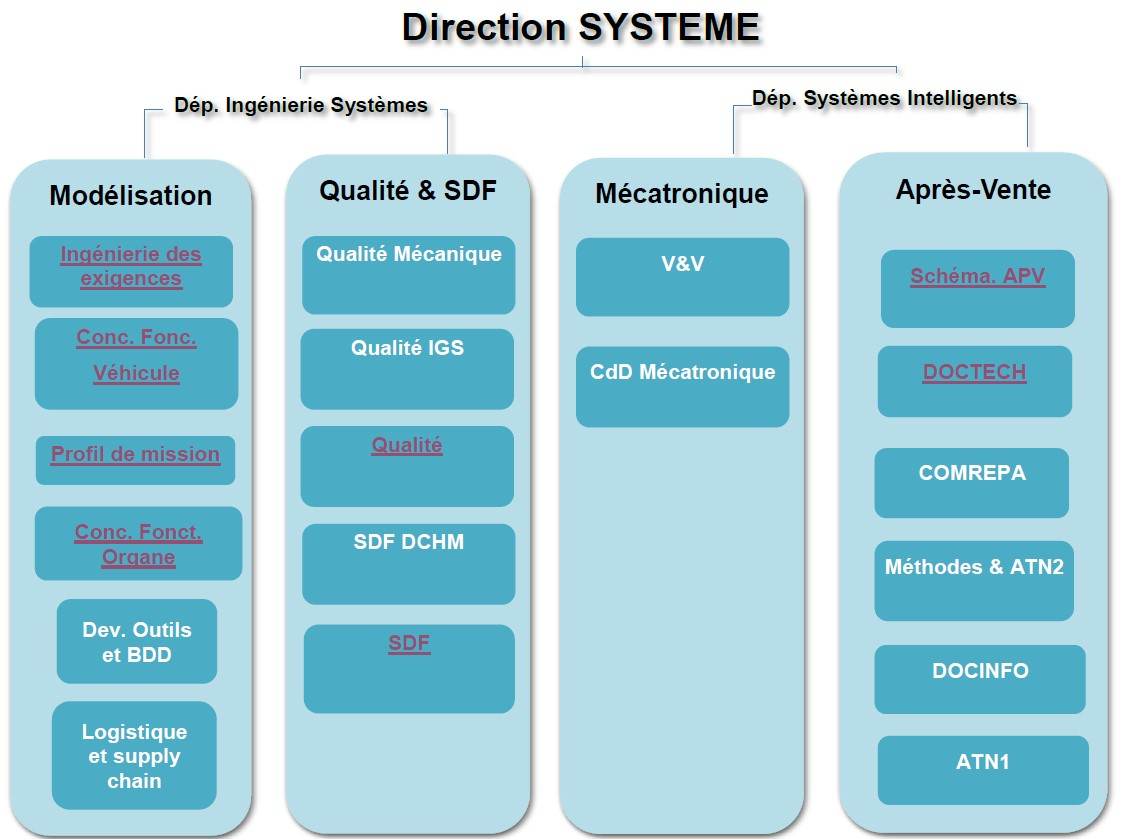 Direction SYSTEME
Dép. Ingénierie Systèmes
Dép. Systèmes Intelligents
Modélisation
Ingénierie des
exigences
Conc. Fonc.
Véhicule
Profil de mission
Conc. Fonct.
Organe
Dev. Outils
et BDD
Logistique
et supply
chain
Qualité & SDF
Qualité Mécanique
Qualité IGS
Qualité
SDF DCHM
SDF
Mécatronique
V&V
CdD Mécatronique
Après-Vente
Schéma. APV
DOCTECH
COMREPA
Méthodes & ATN2
DOCINFO
ATN1